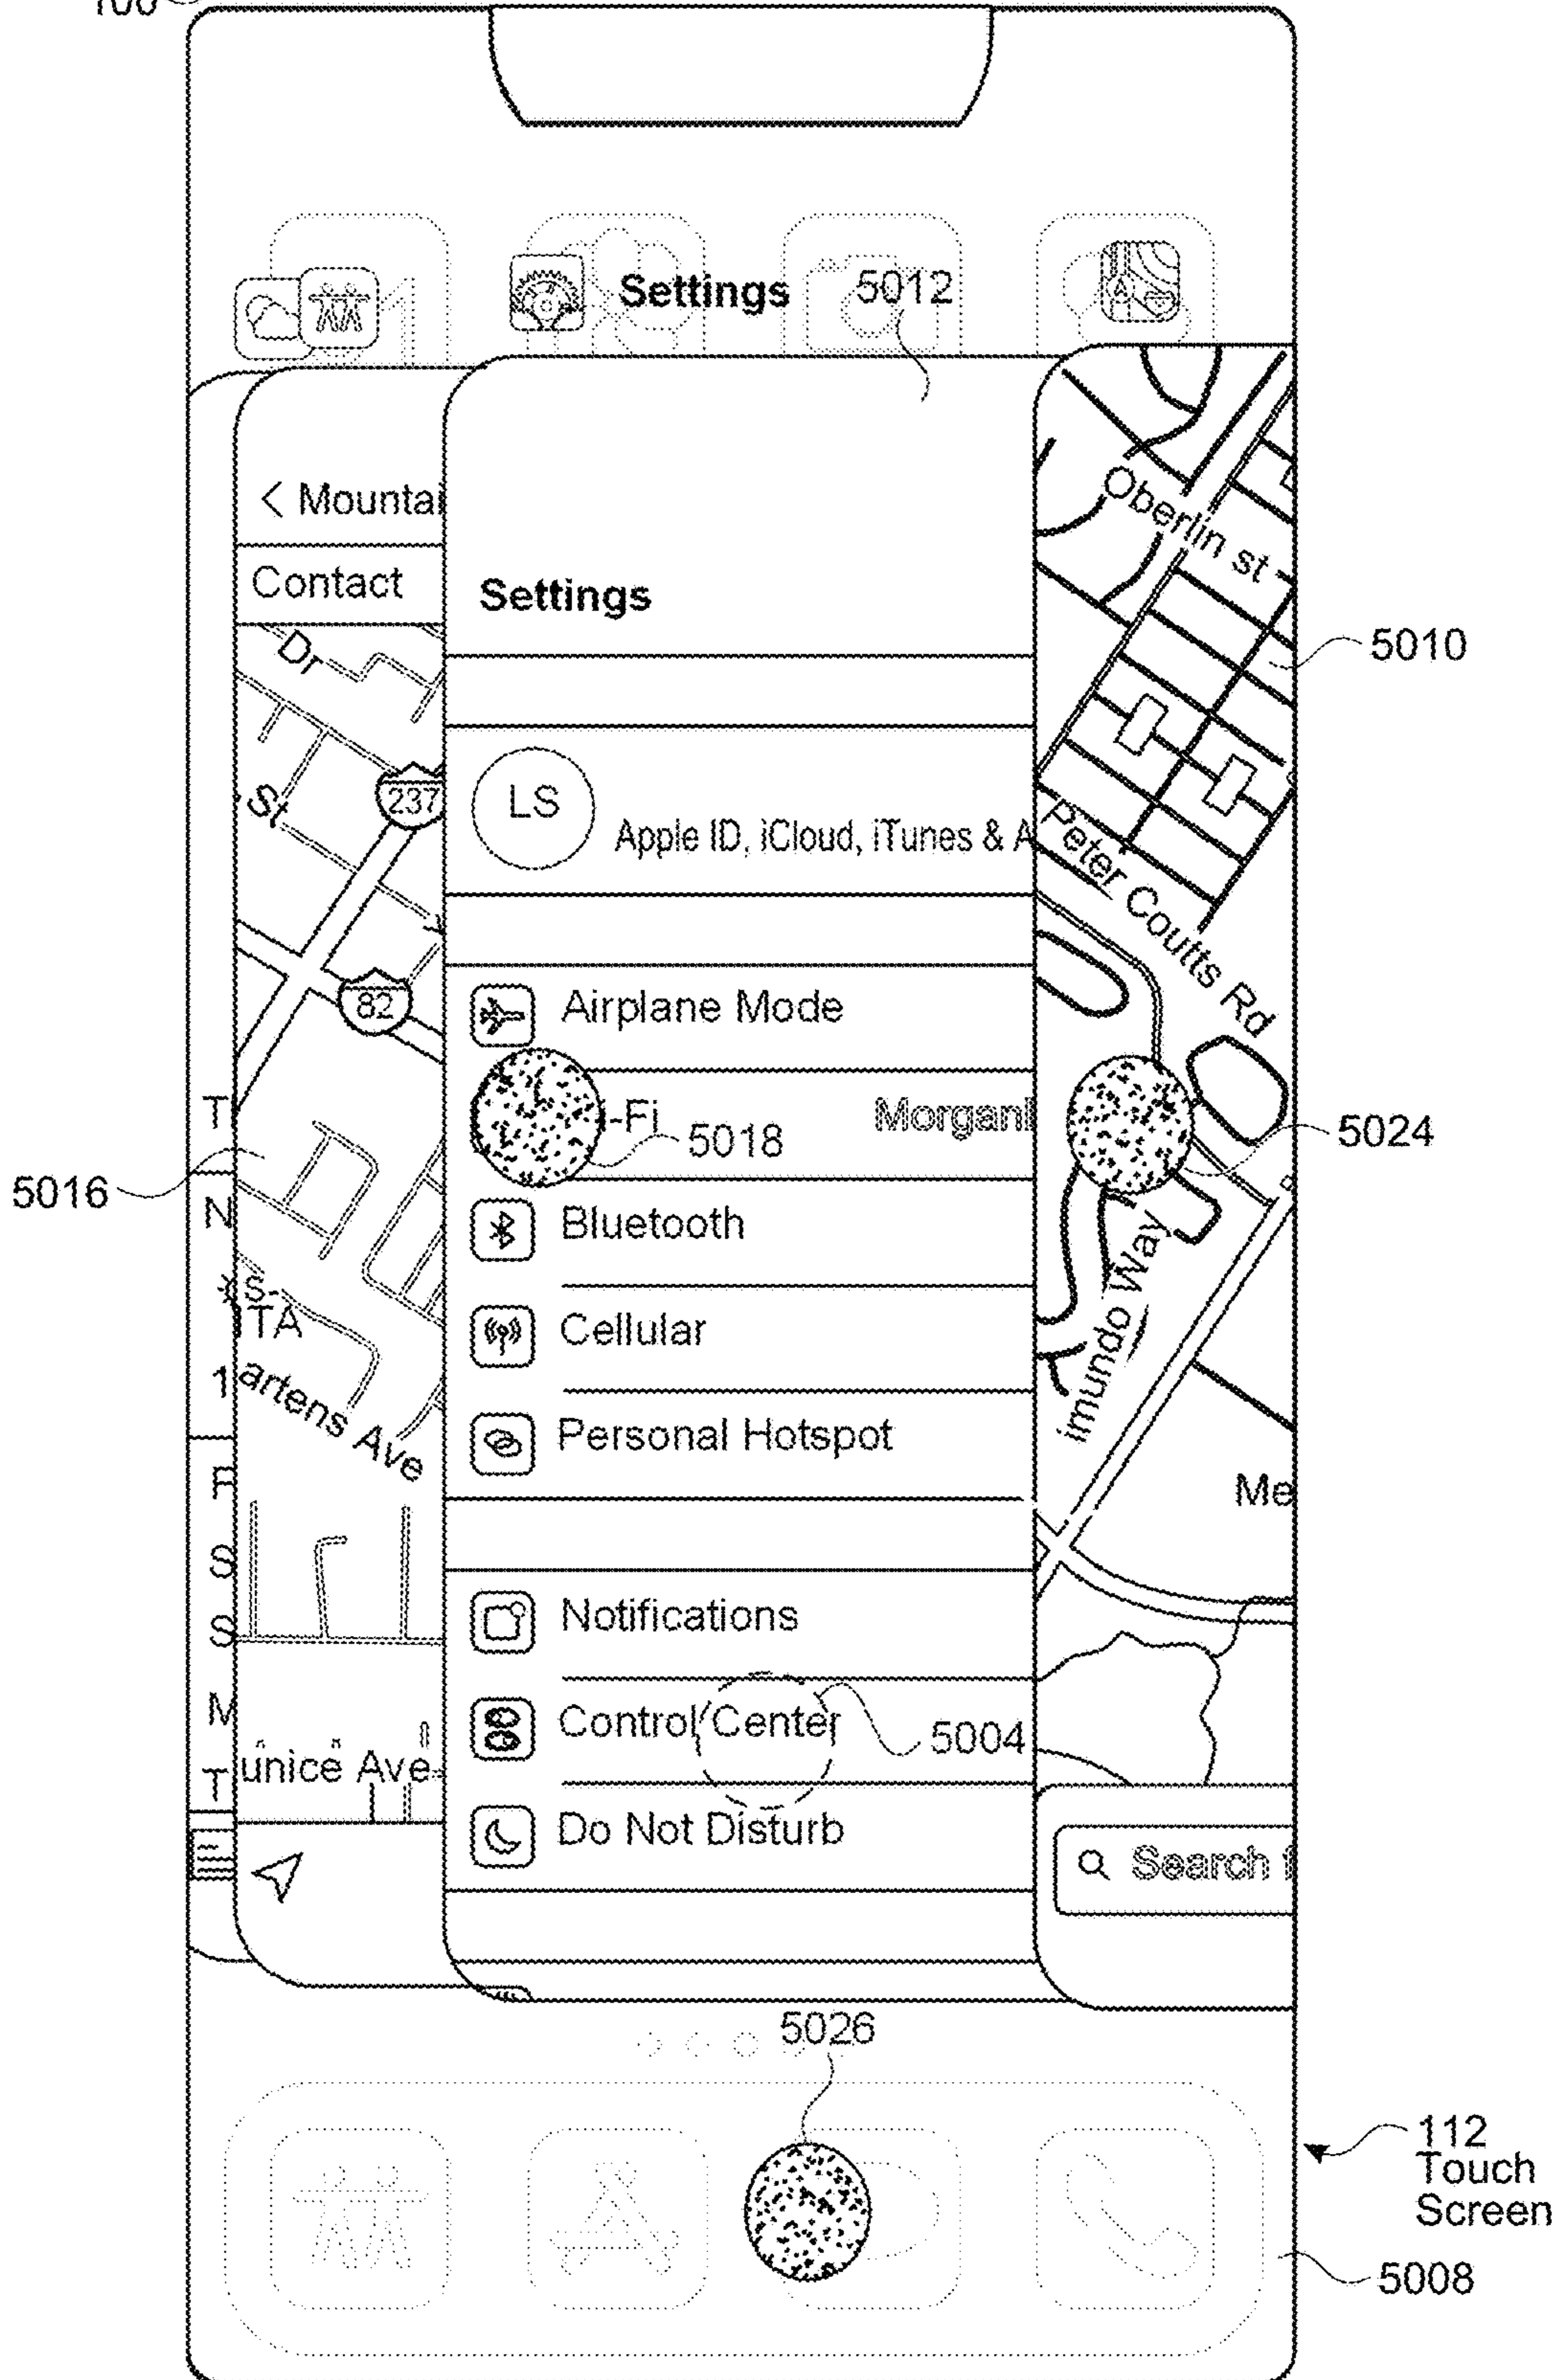 100
Settings
5012
< Mountai
Contact
Settings
Oberlin st
5010
Dr
St
237
LS
Apple ID, iCloud, iTunes & A
Peter Coutts Rd
82
Airplane Mode
T
-Fi
Morganl
5018
5024
5016
N
Bluetooth
S-
TA
Cellular
imundo Way
1
artens Ave
Personal Hotspot
F
Me
S
Notifications
S
M
Control Center
5004
T
unice Ave
Do Not Disturb
Search f
5026
112
Touch
Screen
5008